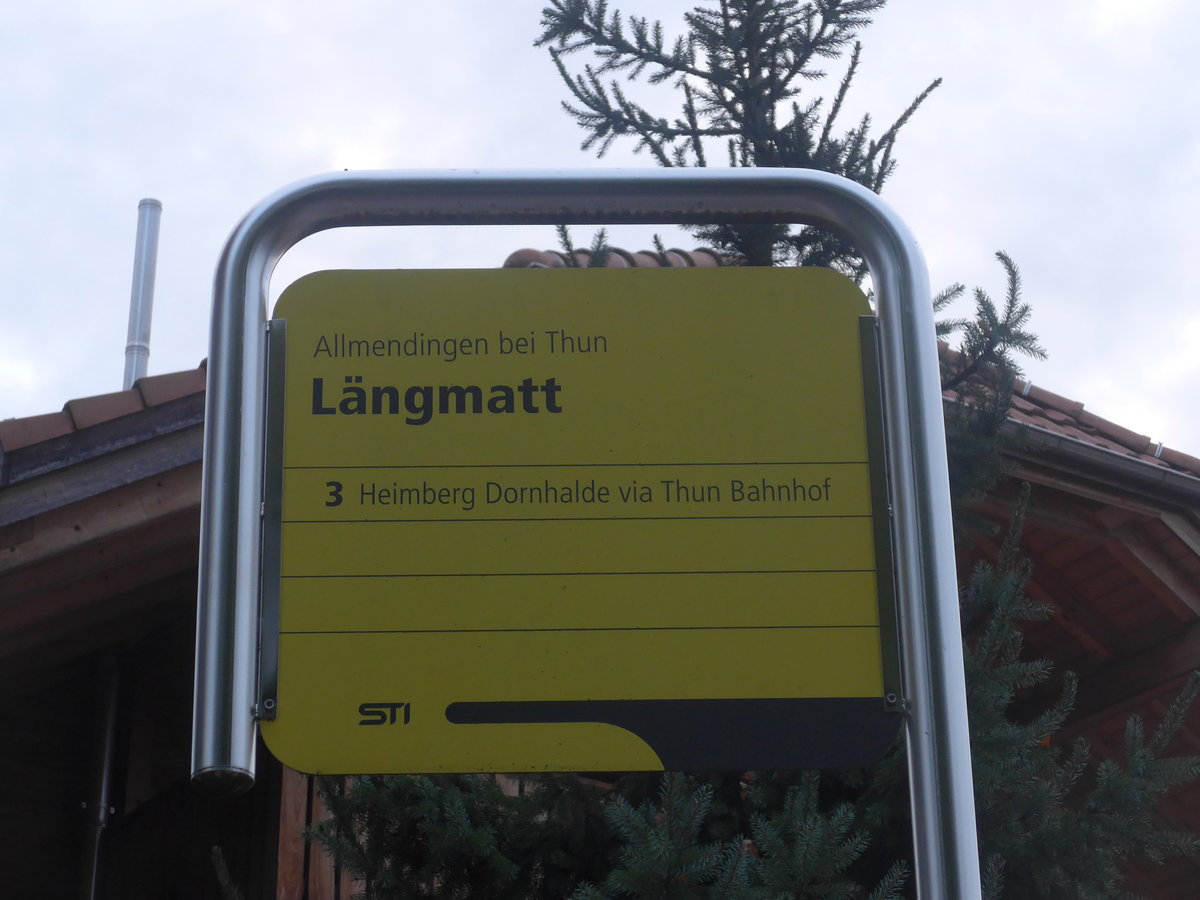 Allmendingen bei Thun
Längmatt
3 Heimberg Dornhalde via Thun Bahnhof
STI